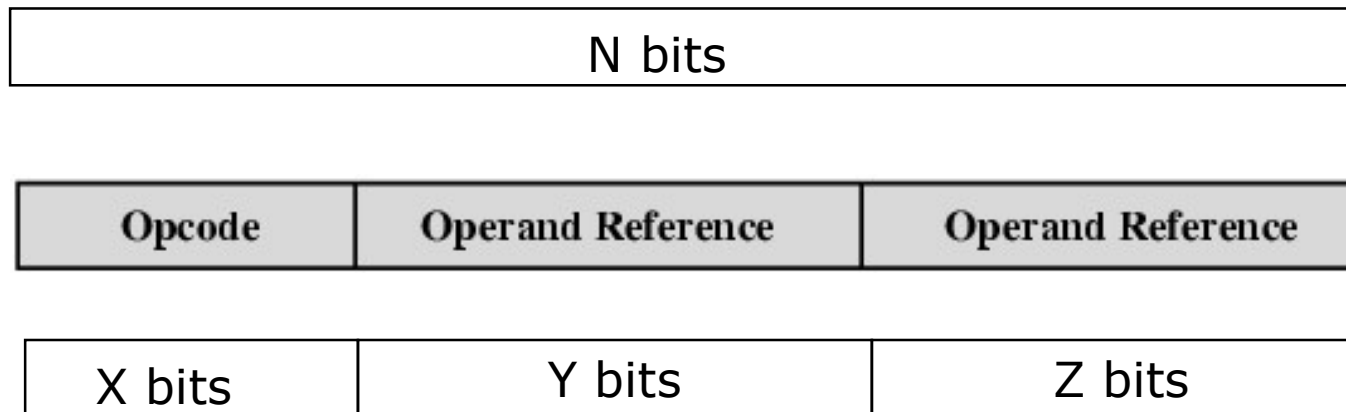 N bits
Opcode Operand Reference Operand Reference
X bits Y bits Z bits